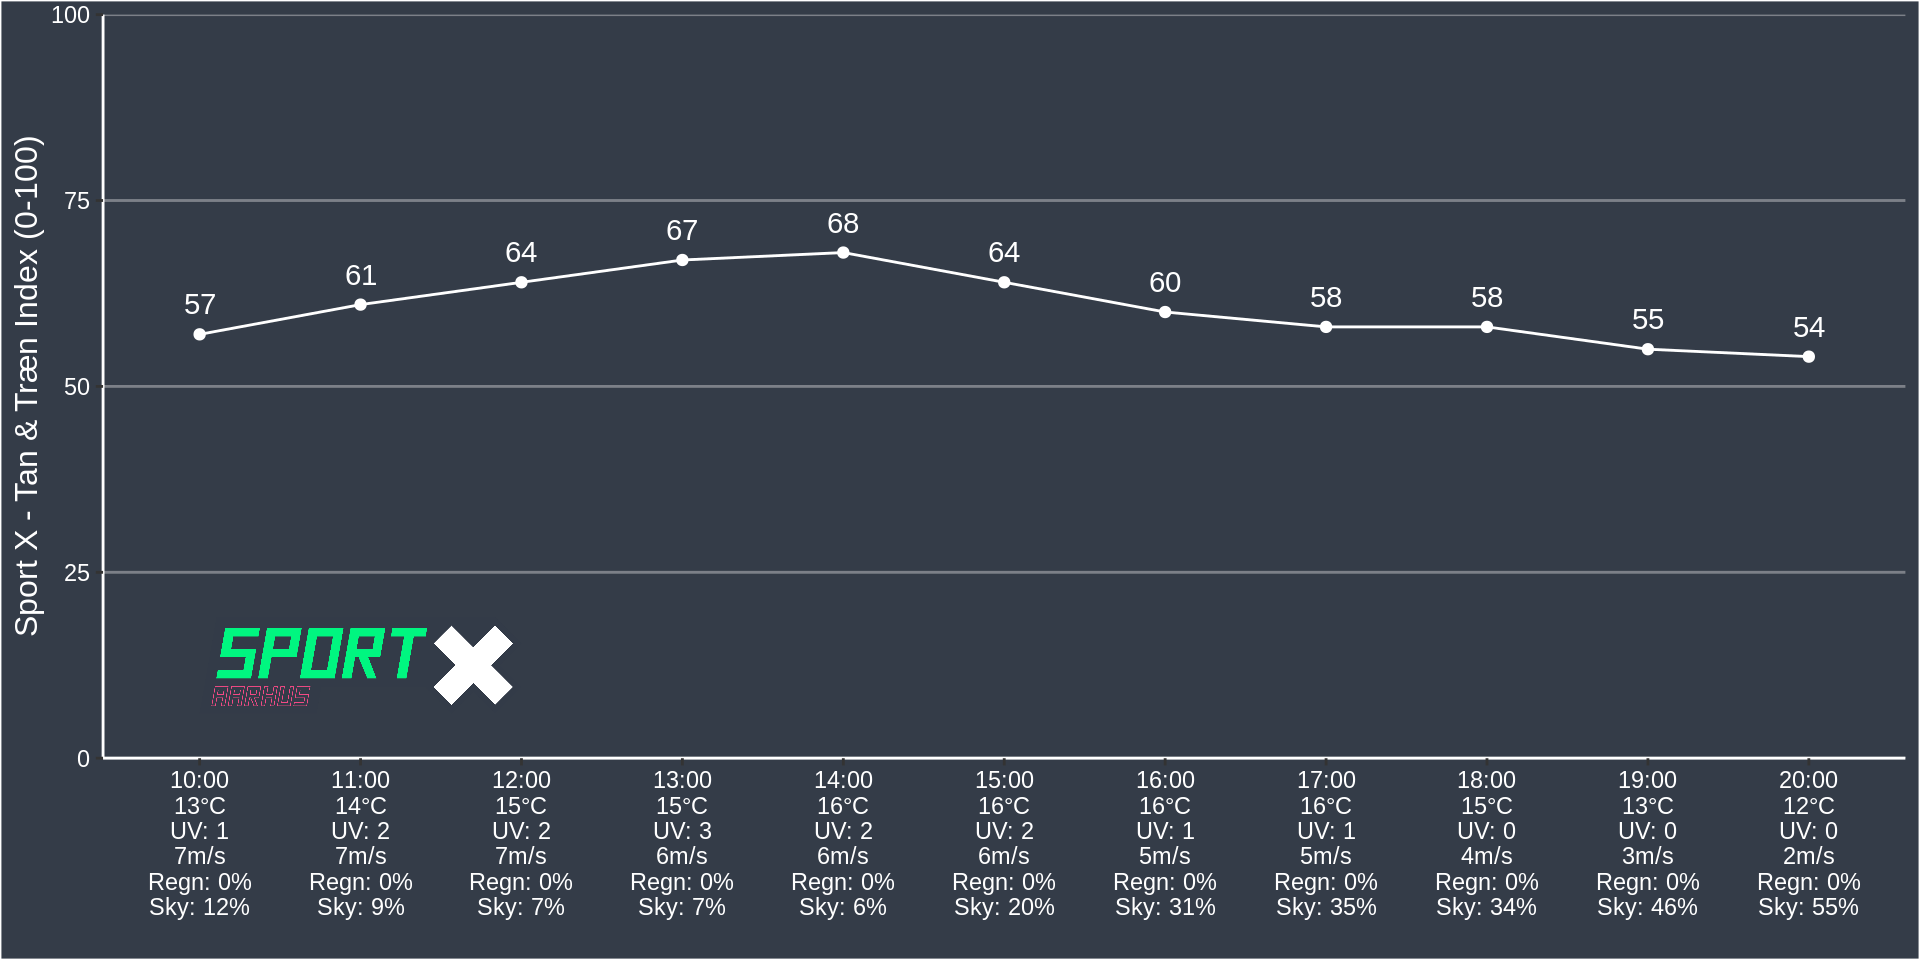 Sport X - Tan & Træn Index (0-100)
100
75
50
25
0
57
61
64
67
68
64
60
58
58
55
54
SPORT X
AARHUS
10:00
13°C
UV: 1
7m/s
Regn: 0%
Sky: 12%
11:00
14°C
UV: 2
7m/s
Regn: 0%
Sky: 9%
12:00
15°C
UV: 2
7m/s
Regn: 0%
Sky: 7%
13:00
15°C
UV: 3
6m/s
Regn: 0%
Sky: 7%
14:00
16°C
UV: 2
6m/s
Regn: 0%
Sky: 6%
15:00
16°C
UV: 2
6m/s
Regn: 0%
Sky: 20%
16:00
16°C
UV: 1
5m/s
Regn: 0%
Sky: 31%
17:00
16°C
UV: 1
5m/s
Regn: 0%
Sky: 35%
18:00
15°C
UV: 0
4m/s
Regn: 0%
Sky: 34%
19:00
13°C
UV: 0
3m/s
Regn: 0%
Sky: 46%
20:00
12°C
UV: 0
2m/s
Regn: 0%
Sky: 55%